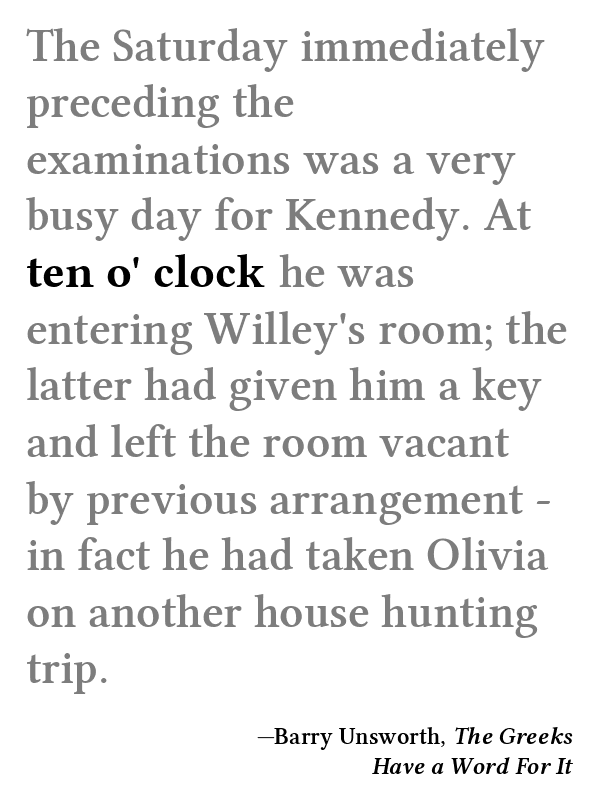 The Saturday immediately
preceding the
examinations was a very
busy day for Kennedy. At
ten o' clock he was
entering Willey's room; the
latter had given him a key
and left the room vacant
by previous arrangement -
in fact he had taken Olivia
on another house hunting
trip.
—Barry Unsworth, The Greeks
Have a Word For It